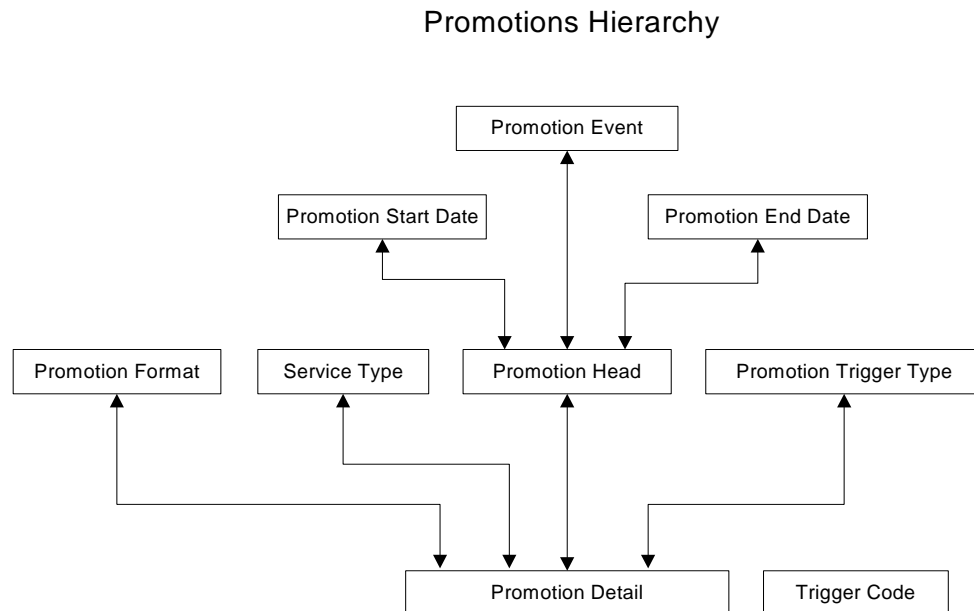 Promotions Hierarchy
Promotion Event
Promotion Start Date
Promotion End Date
Promotion Format
Service Type
Promotion Head
Promotion Trigger Type
Promotion Detail
Trigger Code